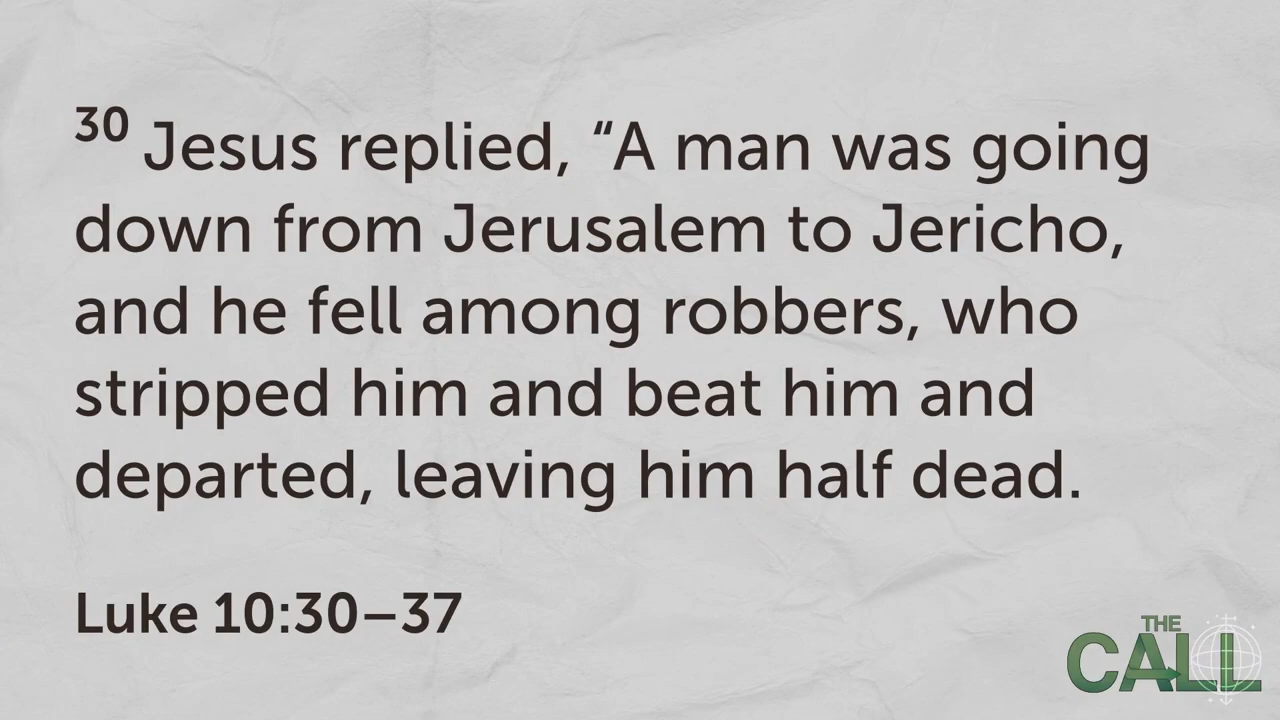 30 Jesus replied, “A man was going
down from Jerusalem to Jericho,
and he fell among robbers, who
stripped him and beat him and
departed, leaving him half dead.
Luke 10:30–37
THE
CALL